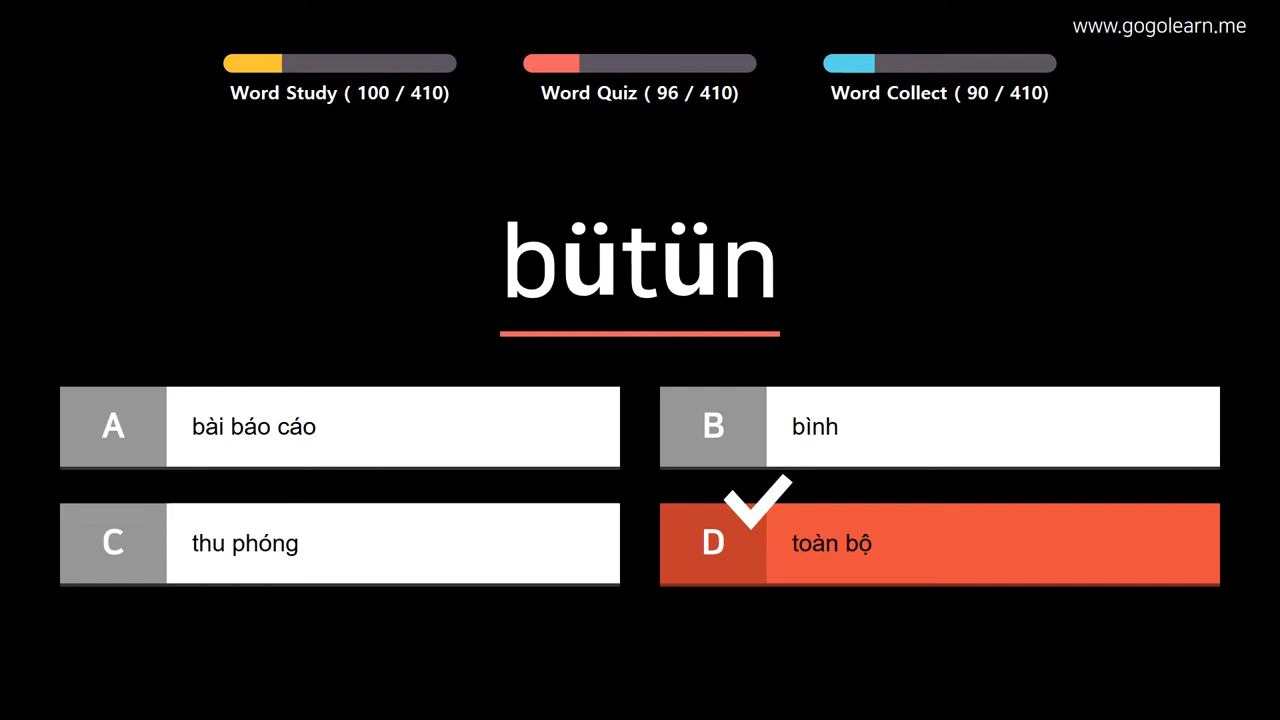 www.gogolearn.me
Word Study ( 100 / 410)
Word Quiz ( 96 / 410)
Word Collect ( 90 / 410)
bütün
A bài báo cáo
B bình
C thu phóng
D toàn bộ